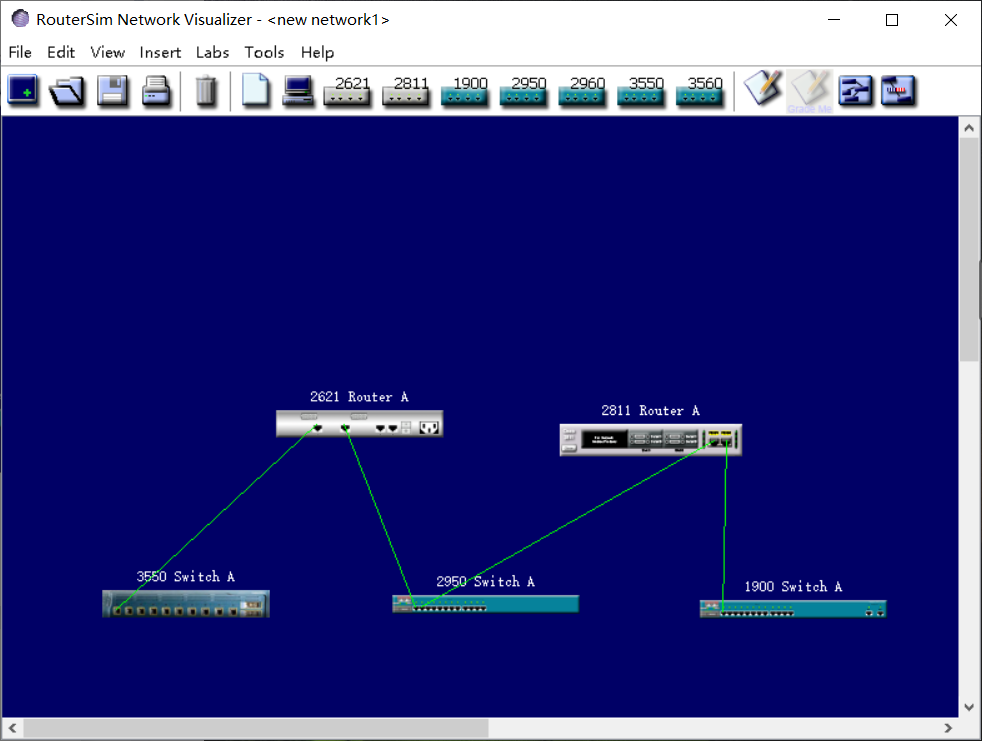 RouterSim Network Visualizer - <new network1>
File Edit View Insert Labs Tools Help
2621 2811 1900 2950 2960 3550 3560
Grade Me
2621 Router A
2811 Router A
3550 Switch A
2950 Switch A
1900 Switch A